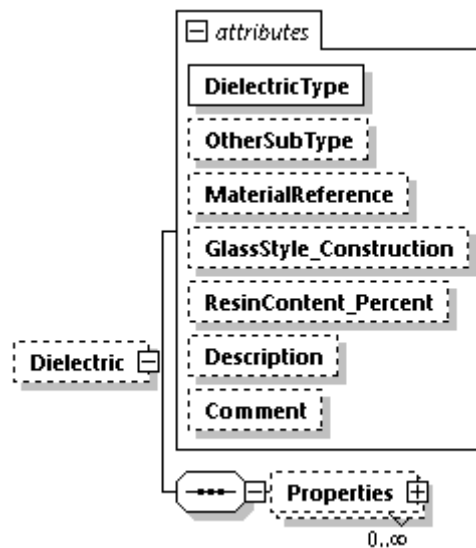 attributes
DielectricType
OtherSubType
MaterialReference
GlassStyle_Construction
ResinContent_Percent
Description
Comment
Dielectric
Properties
0..∞